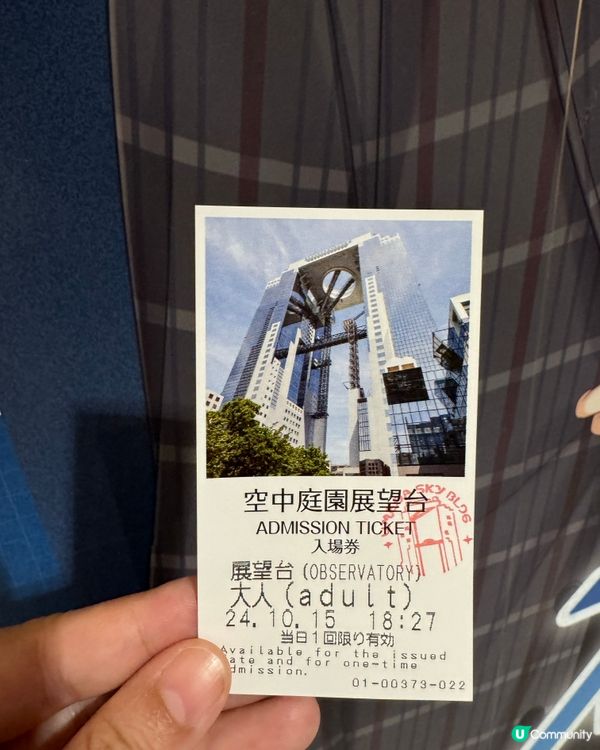 空中庭園展望台
ADMISSION TICKET
入場券
展望台 (OBSERVATORY)
大人(adult)
24.10.15 18:27
当日1回限り有効
Available for the issued
date and for one-time
admission.
01-00373-022
SKY BLDG
U Community